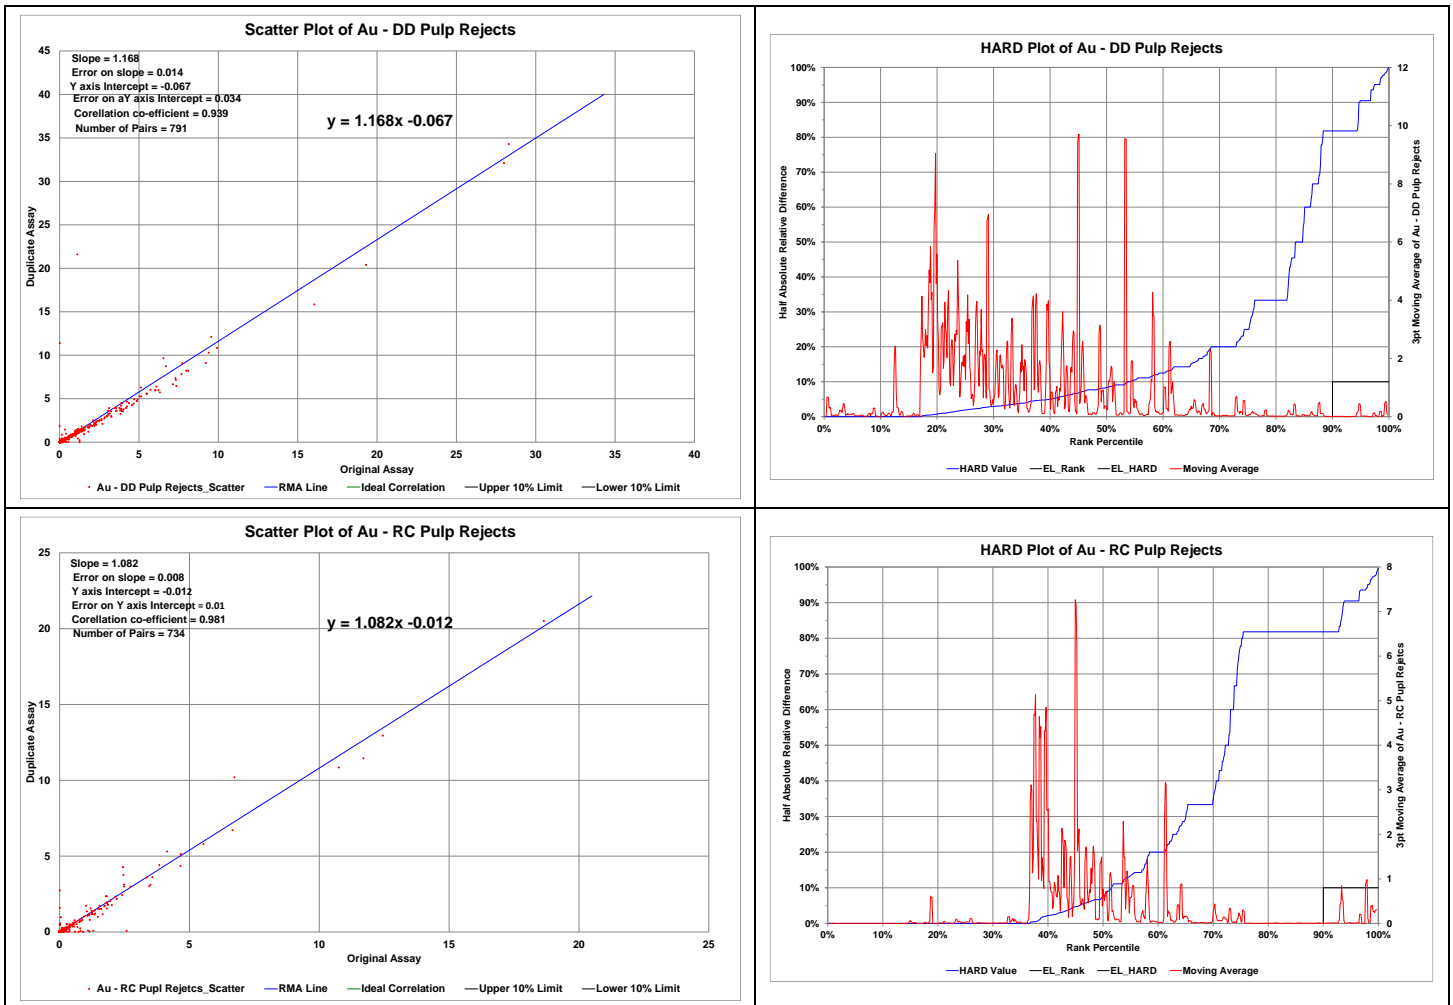 Scatter Plot of Au - DD Pulp Rejects
Slope = 1.168
Error on slope = 0.014
Y axis Intercept = -0.067
Error on aY axis Intercept = 0.034
Corellation co-efficient = 0.939
Number of Pairs = 791
y = 1.168x -0.067
45
40
35
30
25
20
15
10
5
0
Duplicate Assay
0 5 10 15 20 25 30 35 40
Original Assay
Au - DD Pulp Rejects_Scatter RMA Line Ideal Correlation Upper 10% Limit Lower 10% Limit
HARD Plot of Au - DD Pulp Rejects
100%
90%
80%
70%
60%
50%
40%
30%
20%
10%
0%
Half Absolute Relative Difference
12
10
8
6
4
2
0
3pt Moving Average of Au - DD Pulp Rejects
0% 10% 20% 30% 40% 50% 60% 70% 80% 90% 100%
Rank Percentile
HARD Value EL_Rank EL_HARD Moving Average
Scatter Plot of Au - RC Pulp Rejects
Slope = 1.082
Error on slope = 0.008
Y axis Intercept = -0.012
Error on Y axis Intercept = 0.01
Corellation co-efficient = 0.981
Number of Pairs = 734
y = 1.082x -0.012
25
20
15
10
5
0
Duplicate Assay
0 5 10 15 20 25
Original Assay
Au - RC Pupl Rejetcs_Scatter RMA Line Ideal Correlation Upper 10% Limit Lower 10% Limit
HARD Plot of Au - RC Pulp Rejects
100%
90%
80%
70%
60%
50%
40%
30%
20%
10%
0%
Half Absolute Relative Difference
8
7
6
5
4
3
2
1
0
3pt Moving Average of Au - RC Pupl Rejetcs
0% 10% 20% 30% 40% 50% 60% 70% 80% 90% 100%
Rank Percentile
HARD Value EL_Rank EL_HARD Moving Average